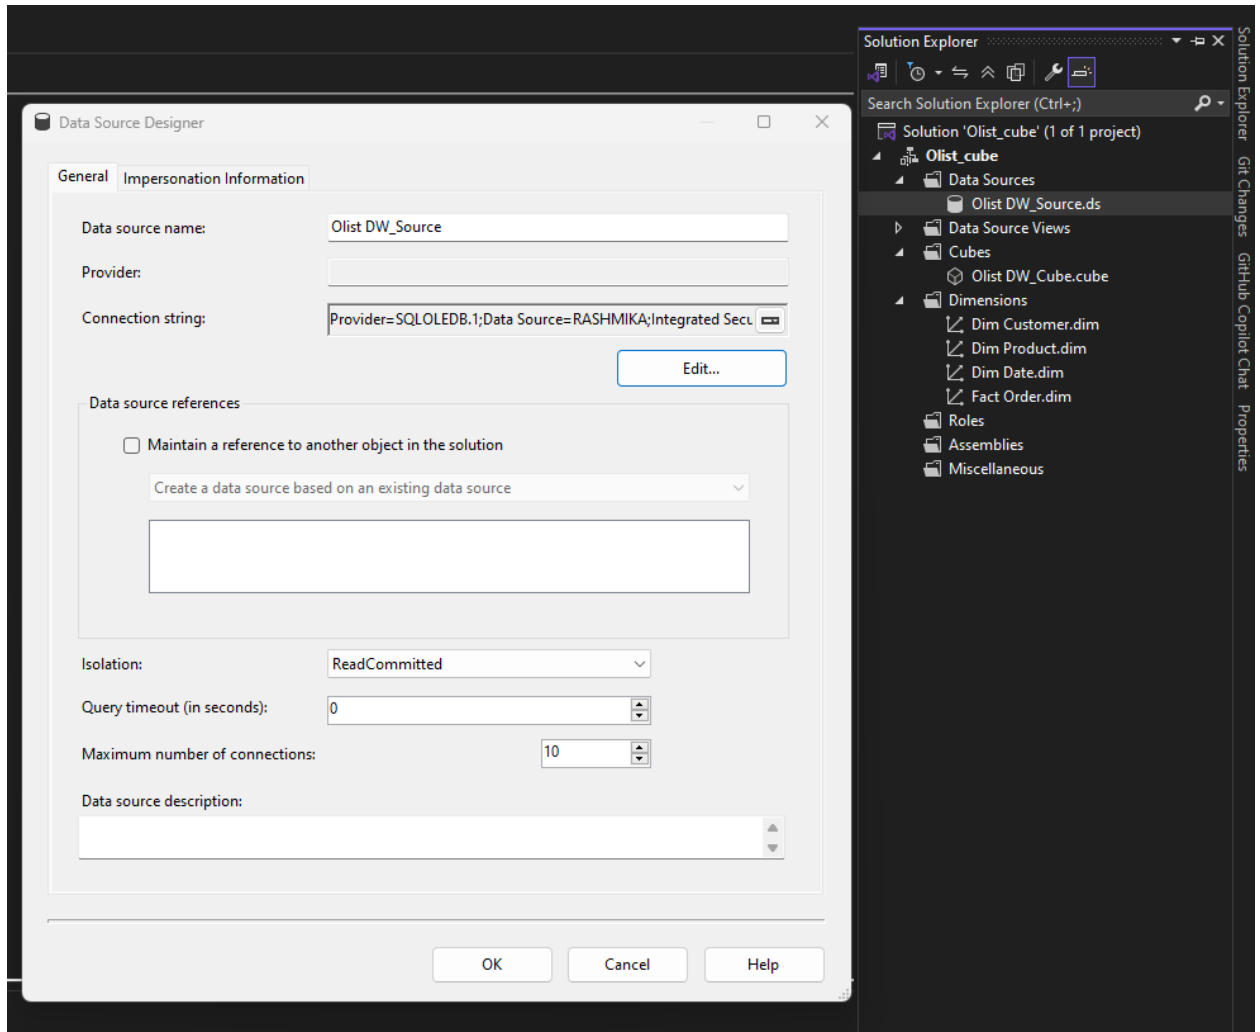 Data Source Designer
General
Impersonation Information
Data source name:
Olist DW_Source
Provider:
Connection string:
Provider=SQLOLEDB.1;Data Source=RASHMIKA;Integrated Secu
Edit...
Data source references
Maintain a reference to another object in the solution
Create a data source based on an existing data source
Isolation:
ReadCommitted
Query timeout (in seconds):
0
Maximum number of connections:
10
Data source description:
OK
Cancel
Help
Solution Explorer
Search Solution Explorer (Ctrl+;)
Solution 'Olist_cube' (1 of 1 project)
Olist_cube
Data Sources
Olist DW_Source.ds
Data Source Views
Cubes
Olist DW_Cube.cube
Dimensions
Dim Customer.dim
Dim Product.dim
Dim Date.dim
Fact Order.dim
Roles
Assemblies
Miscellaneous
Solution Explorer
Git Changes
GitHub Copilot Chat
Properties